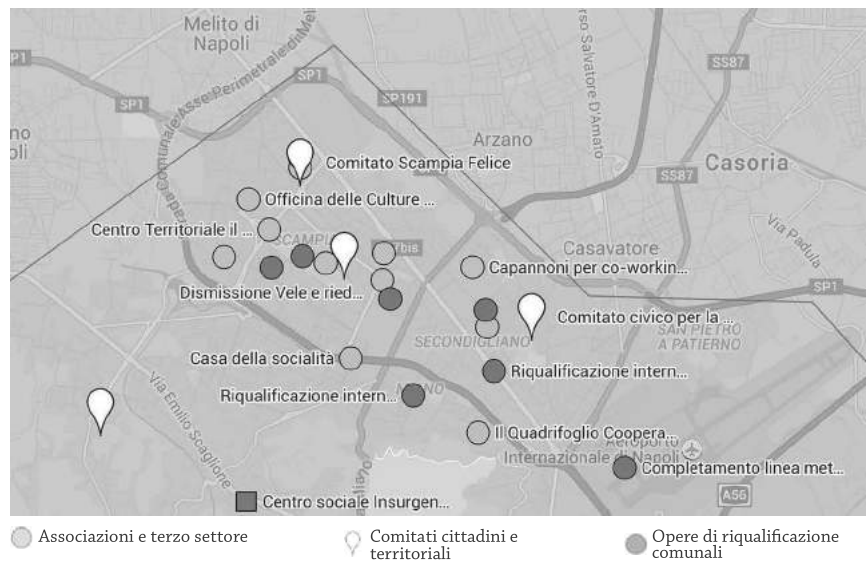 Melito di
Napoli
SP1
SP1
SP1
SP191
SS87
Arzano
Casoria
SS87
Comitato Scampia Felice
Officina delle Culture ...
Centro Territoriale il ...
Casavatore
Via Padula
Capannoni per co-workin...
SP1
Dismissione Vele e ried...
Comitato civico per la ...
SECONDIGLIANO
SAN PIETRO
A PATIERNO
Casa della socialità
Riqualificazione intern...
Riqualificazione intern...
Via Emilio Scaglione
Il Quadrifoglio Coopera...
Aeroporto
Internazionale di Napoli
Completamento linea met...
A56
Centro sociale Insurgen...
Associazioni e terzo settore
Comitati cittadini e
territoriali
Opere di riqualificazione
comunali